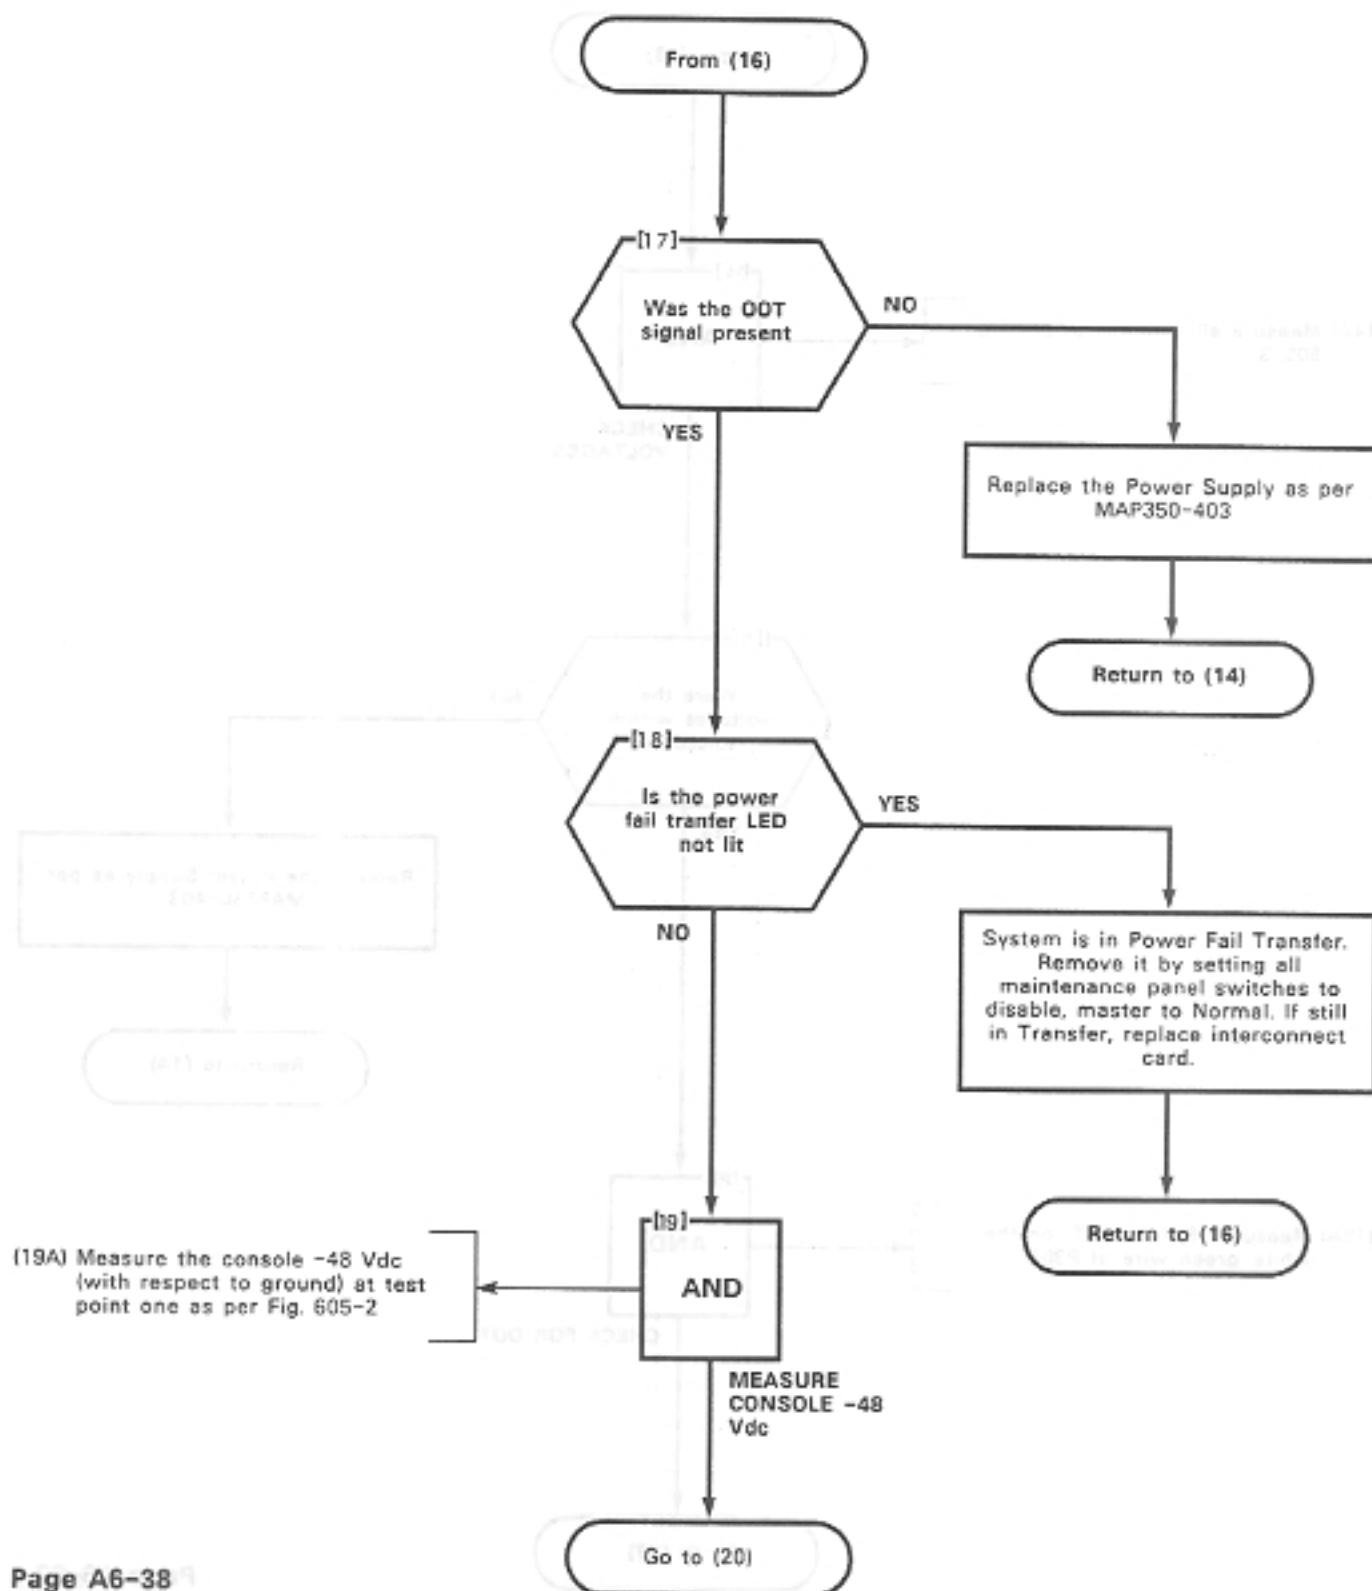 From (16)
[17]
Was the OOT
signal present
NO
YES
Replace the Power Supply as per
MAP350-403
Return to (14)
[18]
Is the power
fail tranfer LED
not lit
YES
NO
System is in Power Fail Transfer.
Remove it by setting all
maintenance panel switches to
disable, master to Normal. If still
in Transfer, replace interconnect
card.
Return to (16)
[19]
AND
(19A) Measure the console -48 Vdc
(with respect to ground) at test
point one as per Fig. 605-2
MEASURE
CONSOLE -48
Vdc
Go to (20)
Page A6-38